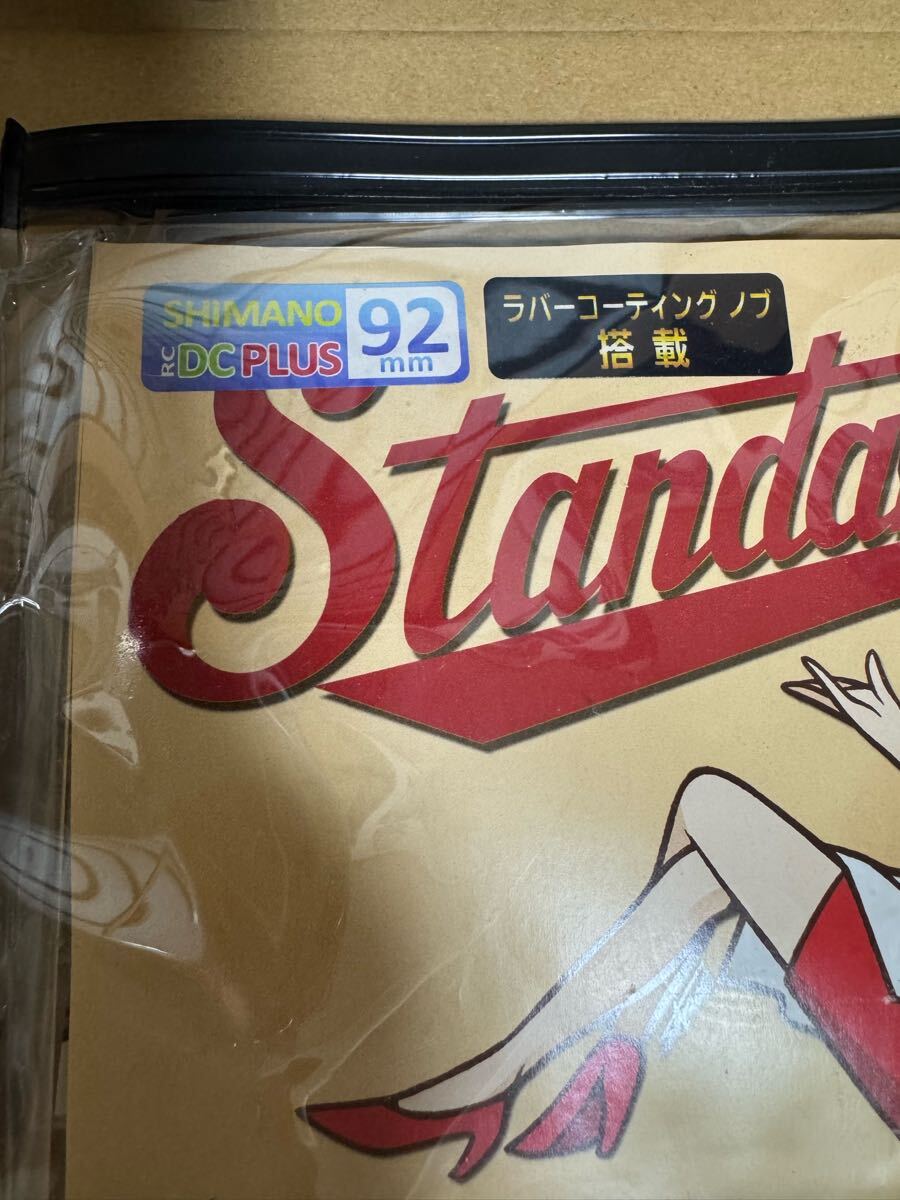 SHIMANO
RC DC PLUS
92
mm
ラバーコーティング ノブ
搭載
Standa